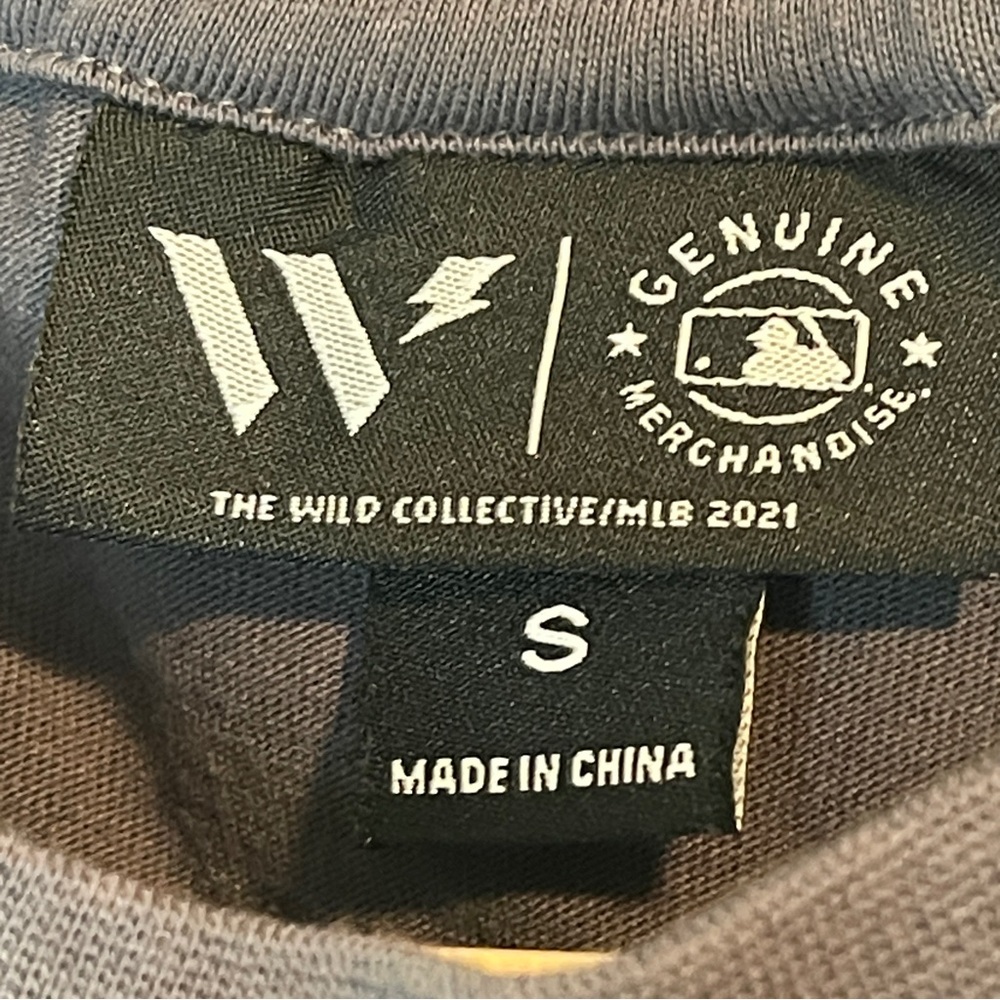 W
GENUINE
MERCHANDISE
THE WILD COLLECTIVE/MLB 2021
S
MADE IN CHINA